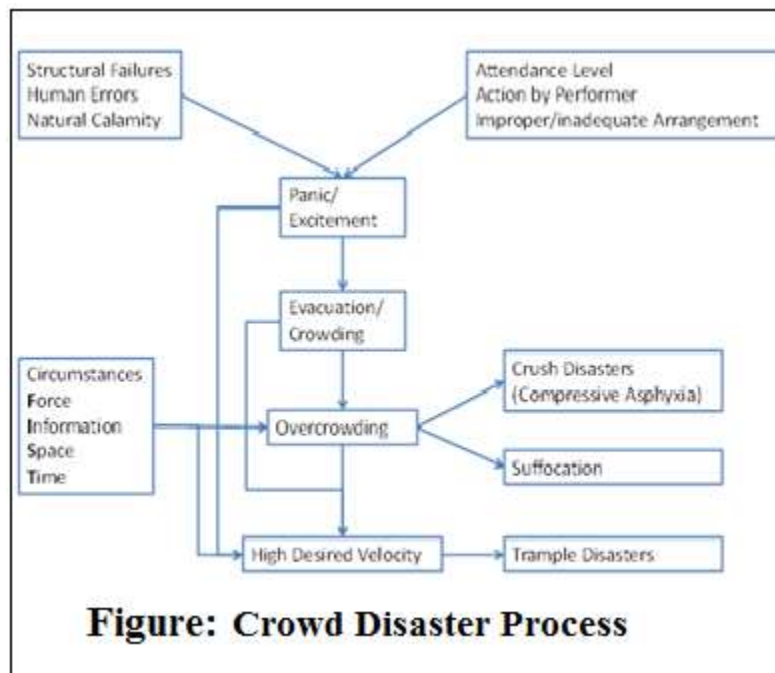 Structural Failures
Human Errors
Natural Calamity
Attendance Level
Action by Performer
Improper/inadequate Arrangement
Panic/
Excitement
Evacuation/
Crowding
Circumstances
Force
Information
Space
Time
Overcrowding
Crush Disasters
(Compressive Asphyxia)
Suffocation
High Desired Velocity
Trample Disasters
Figure: Crowd Disaster Process